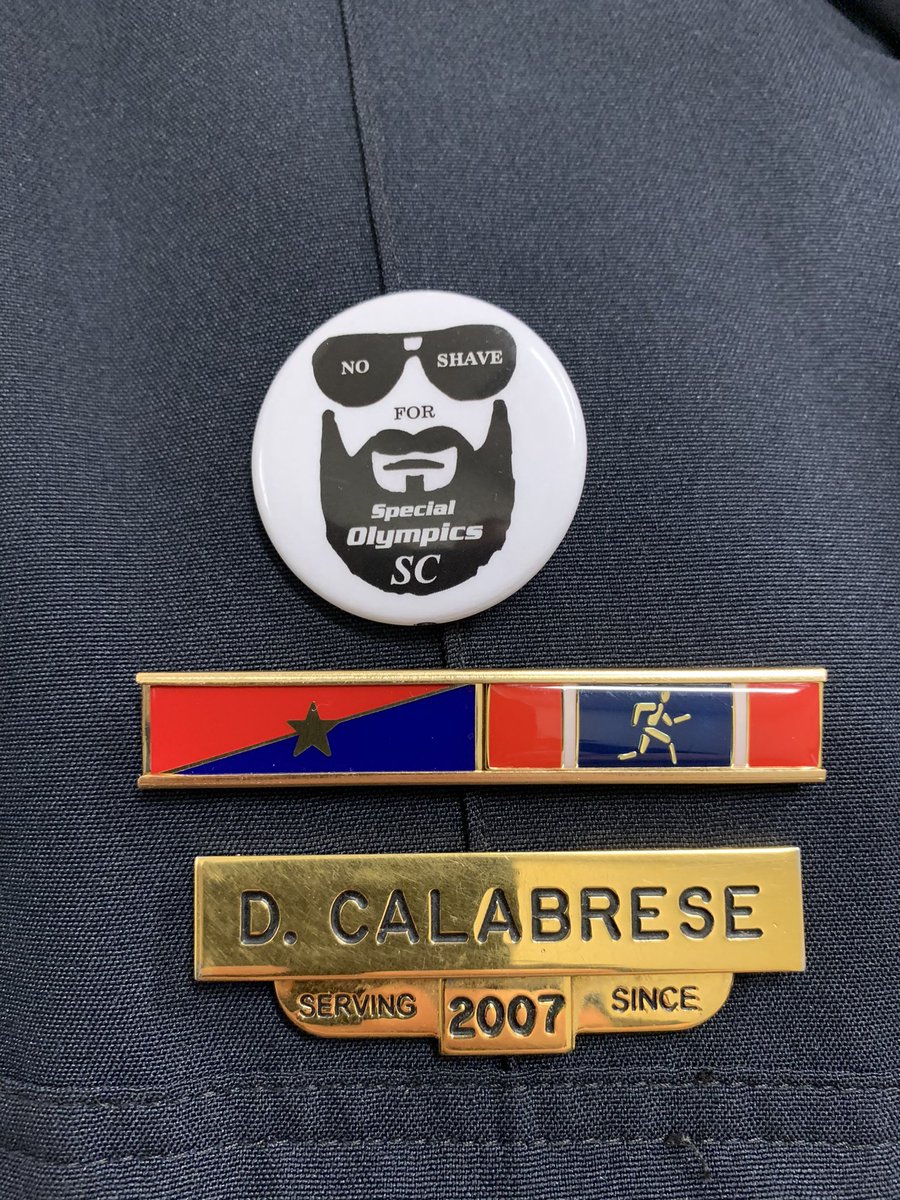 NO SHAVE
FOR
Special
Olympics
SC
D. CALABRESE
SERVING 2007 SINCE